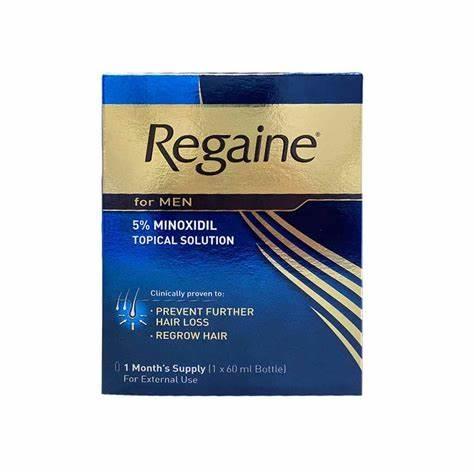 Regaine®
for MEN
5% MINOXIDIL
TOPICAL SOLUTION
Clinically proven to:
• PREVENT FURTHER
HAIR LOSS
• REGROW HAIR
1 Month's Supply (1 x 60 ml Bottle)
For External Use